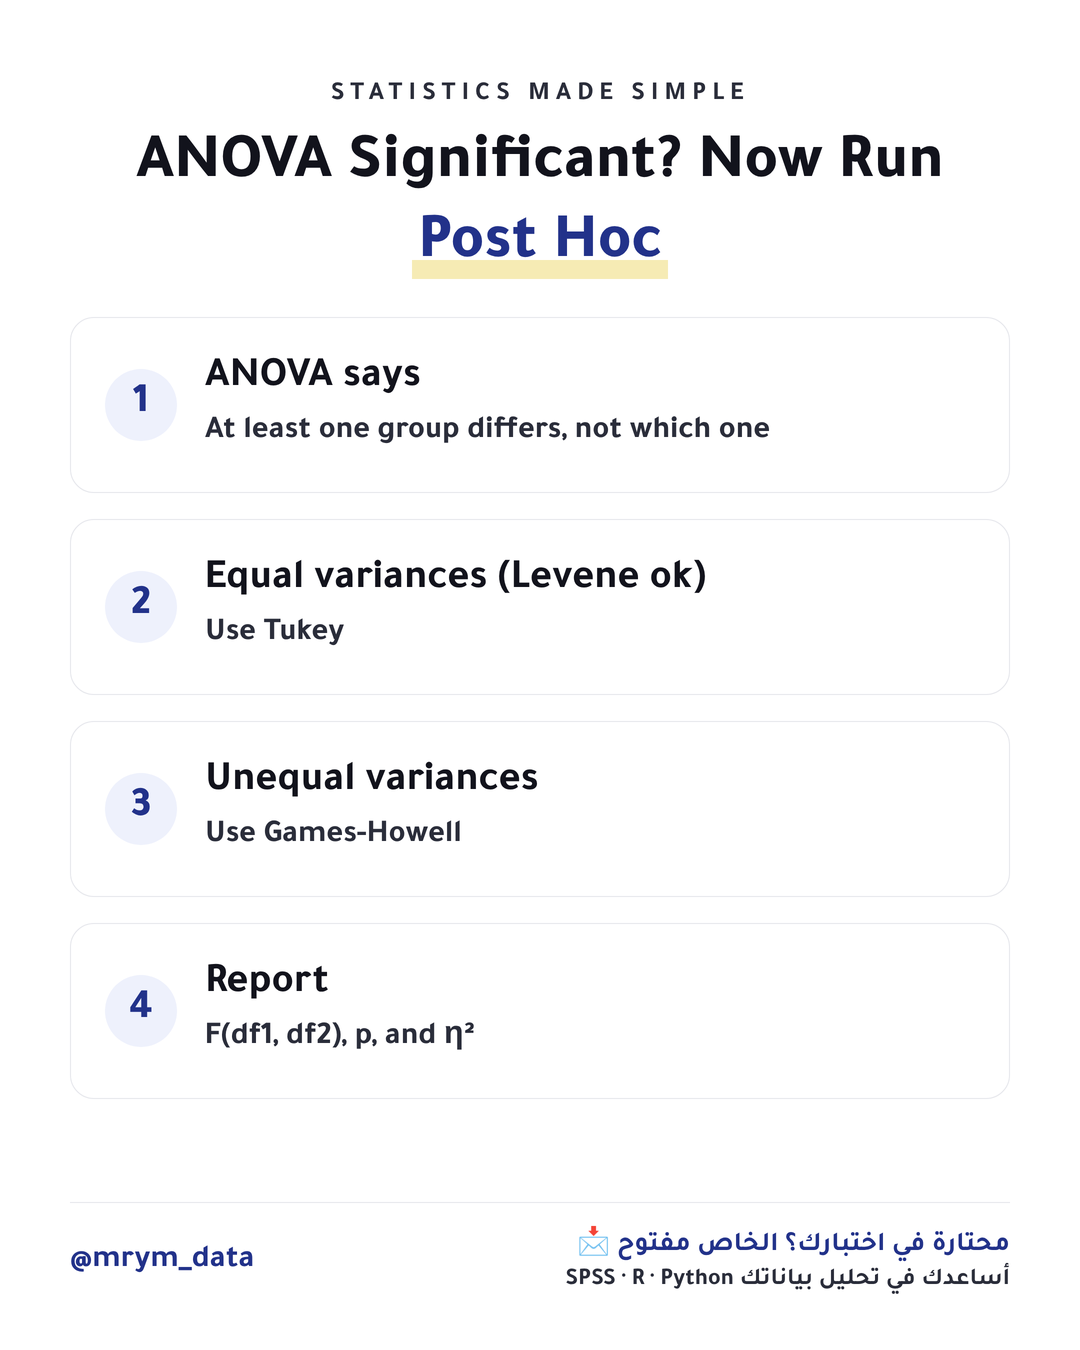 STATISTICS MADE SIMPLE
ANOVA Significant? Now Run
Post Hoc
1
ANOVA says
At least one group differs, not which one
2
Equal variances (Levene ok)
Use Tukey
3
Unequal variances
Use Games-Howell
4
Report
F(df1, df2), p, and η²
@mrym_data
محتارة في اختبارك؟ الخاص مفتوح 📩
أساعدك في تحليل بياناتك SPSS · R · Python